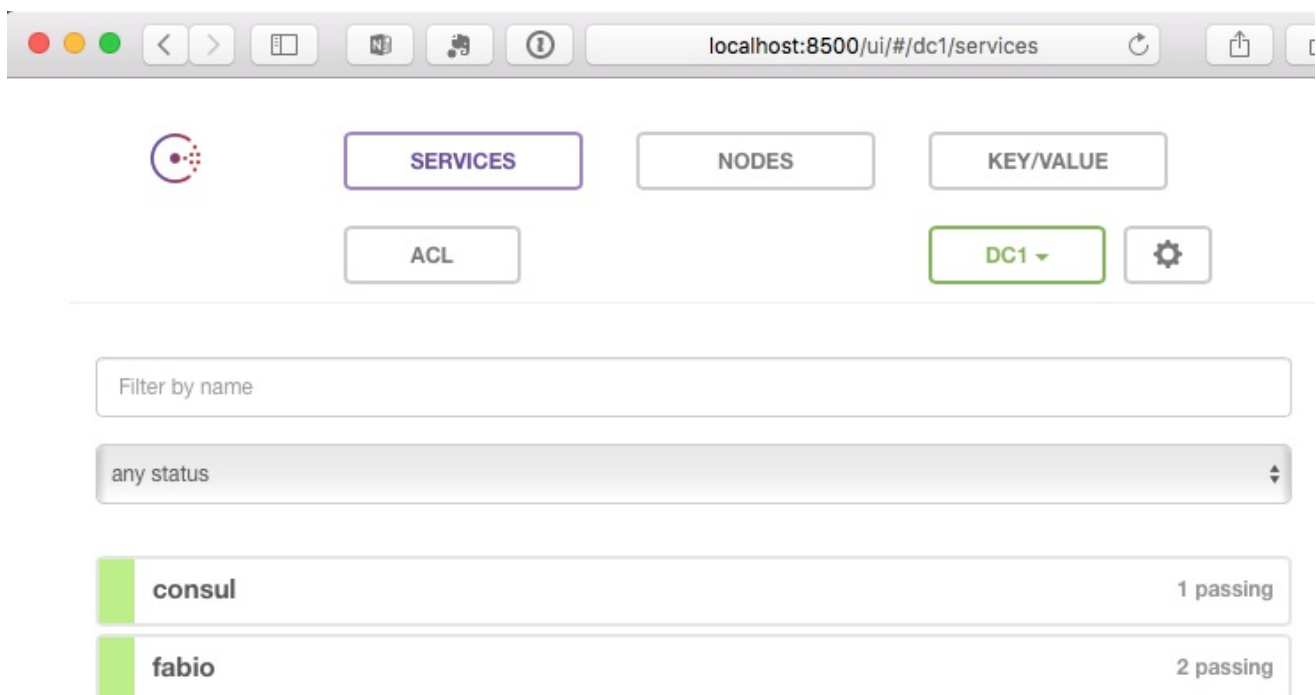 localhost:8500/ui/#/dc1/services
SERVICES
NODES
KEY/VALUE
ACL
DC1
Filter by name
any status
consul
1 passing
fabio
2 passing